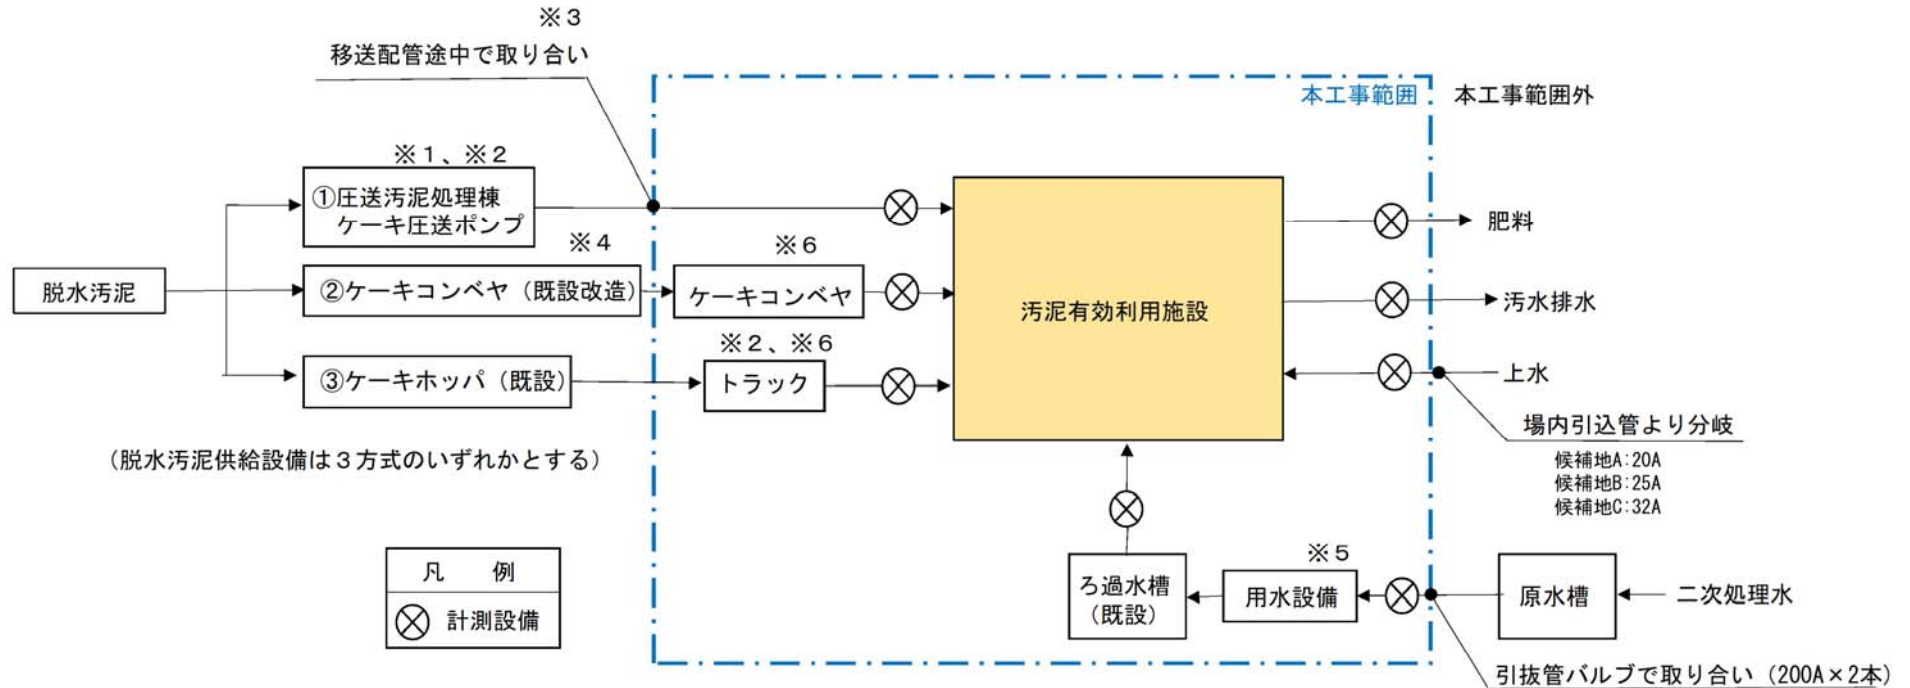 ※３
移送配管途中で取り合い
本工事範囲
本工事範囲外
※１、※２
①圧送汚泥処理棟
ケーキ圧送ポンプ
※４
脱水汚泥
②ケーキコンベヤ（既設改造）
※６
ケーキコンベヤ
③ケーキホッパ（既設）
※２、※６
トラック
（脱水汚泥供給設備は３方式のいずれかとする）
汚泥有効利用施設
肥料
汚水排水
上水
場内引込管より分岐
候補地A:20A
候補地B:25A
候補地C:32A
凡　例
計測設備
ろ過水槽
（既設）
※５
用水設備
原水槽
二次処理水
引抜管バルブで取り合い（200A×2本）